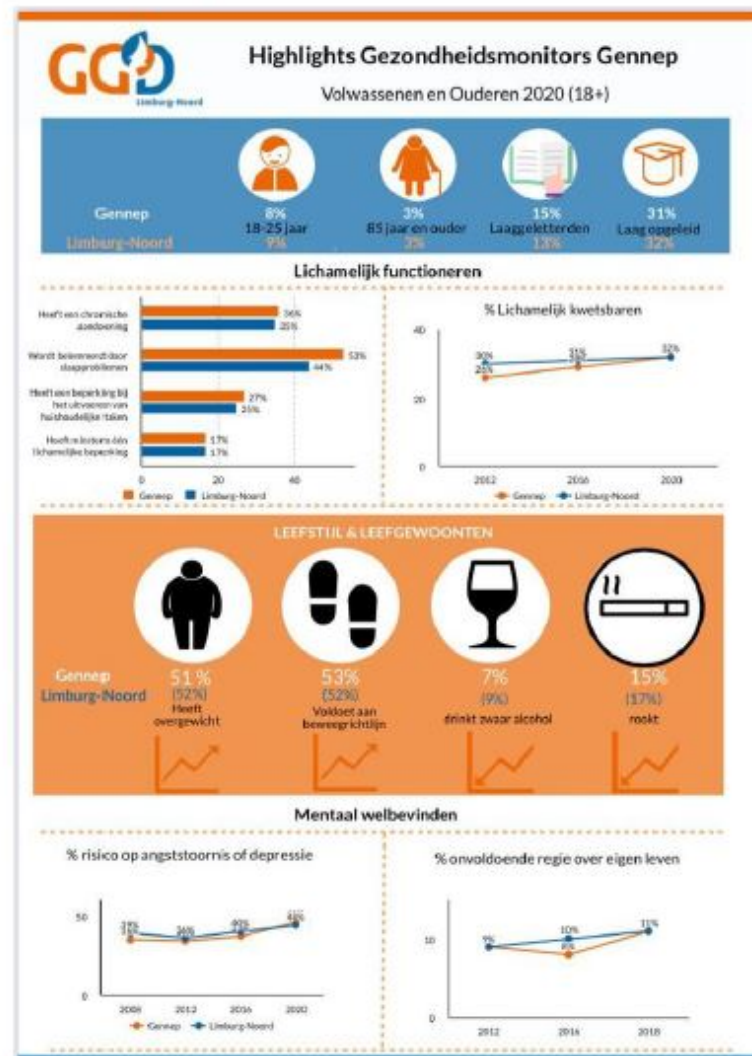 GGD
Limburg-Noord
Highlights Gezondheidsmonitors Gennep
Volwassenen en Ouderen 2020 (18+)
Gennep 8% 3% 15% 31%
18-25 jaar 85 jaar en ouder Laaggeletterden Laag opgeleid
Limburg-Noord 9% 3% 13% 32%
Lichamelijk functioneren
Heeft een chronische
aandoening
36%
35%
Wordt belemmerd door
slaapproblemen
53%
44%
Heeft een beperking bij
het uitvoeren van
huishoudelijke taken
27%
25%
Heeft minstens één
lichamelijke beperking
17%
17%
0 20 40
Gennep Limburg-Noord
% Lichamelijk kwetsbaren
40
30% 31% 32%
26%
0
2012 2016 2020
Gennep Limburg-Noord
LEEFSTIJL & LEEFGEWOONTEN
Gennep 51% 53% 7% 15%
Limburg-Noord (52%) (52%) (9%) (17%)
Heeft
overgewicht
Voldoet aan
beweegrichtlijn
drinkt zwaar alcohol
rookt
Mentaal welbevinden
% risico op angststoornis of depressie
50
39% 36% 40%
0
2008 2012 2016 2020
Gennep Limburg-Noord
% onvoldoende regie over eigen leven
10
9% 10% 11%
8%
0
2012 2016 2018